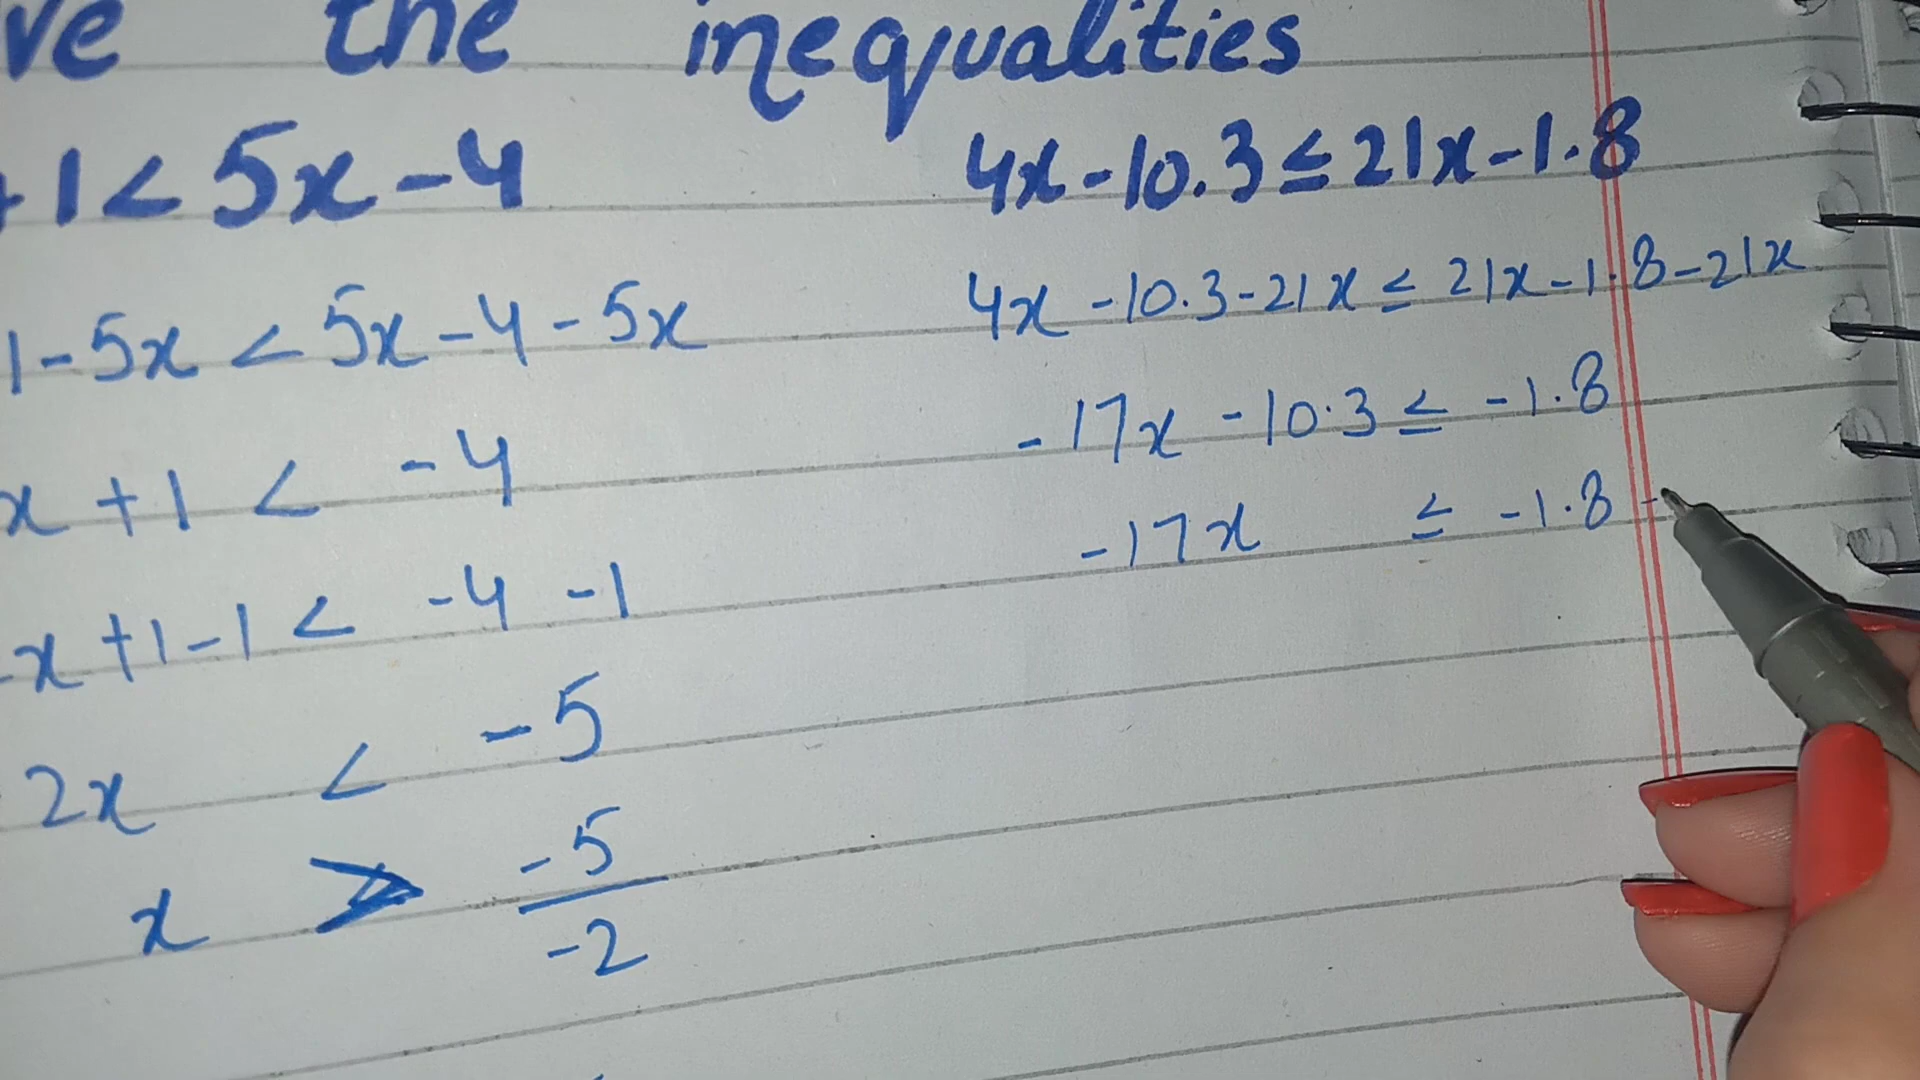 ve the inequalities
+1<5x-4
1-5x < 5x-4-5x
x +1 < -4
-x +1-1 < -4 -1
2x < -5
x > -5/-2
4x-10.3≤21x-1.8
4x -10.3-21x ≤ 21x-1.8-21x
-17x -10.3 ≤ -1.8
-17x ≤ -1.8 -